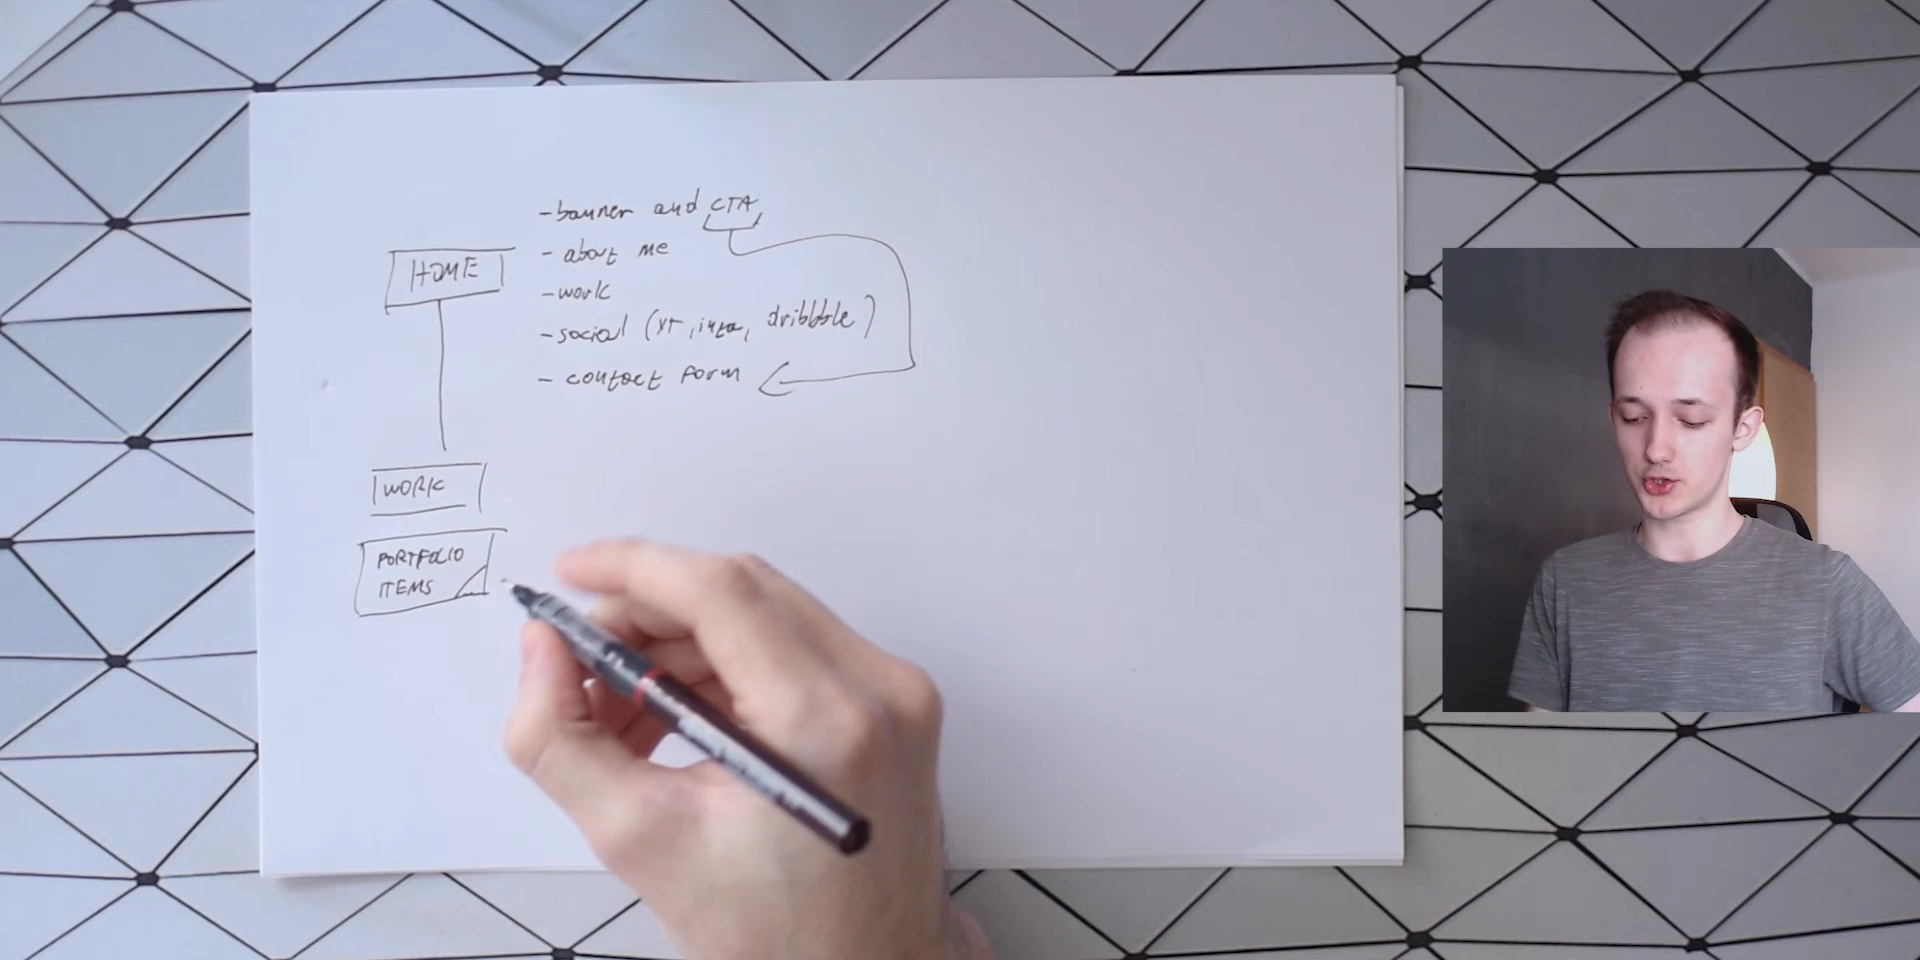 -banner and CTA
- about me
HOME
-work
-social (YT, insta, dribbble)
- contact form
WORK
PORTFOLIO
ITEMS